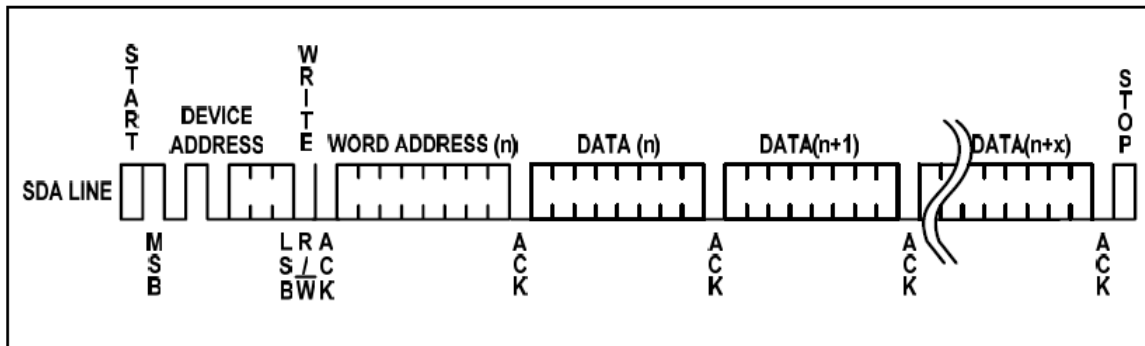 START
WRITE
STOP
DEVICE
ADDRESS
WORD ADDRESS (n)
DATA (n)
DATA(n+1)
DATA(n+x)
SDA LINE
MSB
LSB
R/W
ACK
ACK
ACK
ACK
ACK